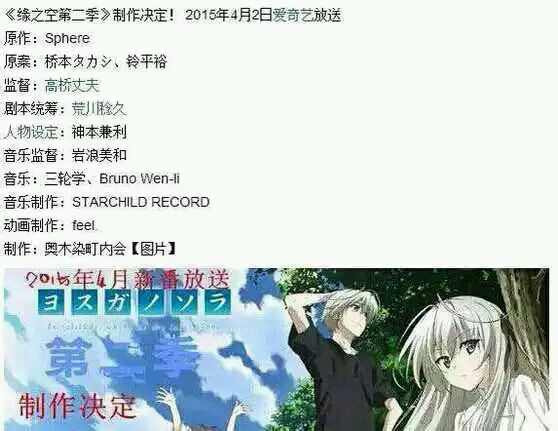 《缘之空第二季》制作决定! 2015年4月2日爱奇艺放送
原作：Sphere
原案：桥本タカシ、铃平裕
监督：高桥丈夫
剧本统筹：荒川稔久
人物设定：神本兼利
音乐监督：岩浪美和
音乐：三轮学、Bruno Wen-li
音乐制作：STARCHILD RECORD
动画制作：feel.
制作：奥木染町内会【图片】
2015年4月新番放送
ヨスガノソラ
第二季
制作决定